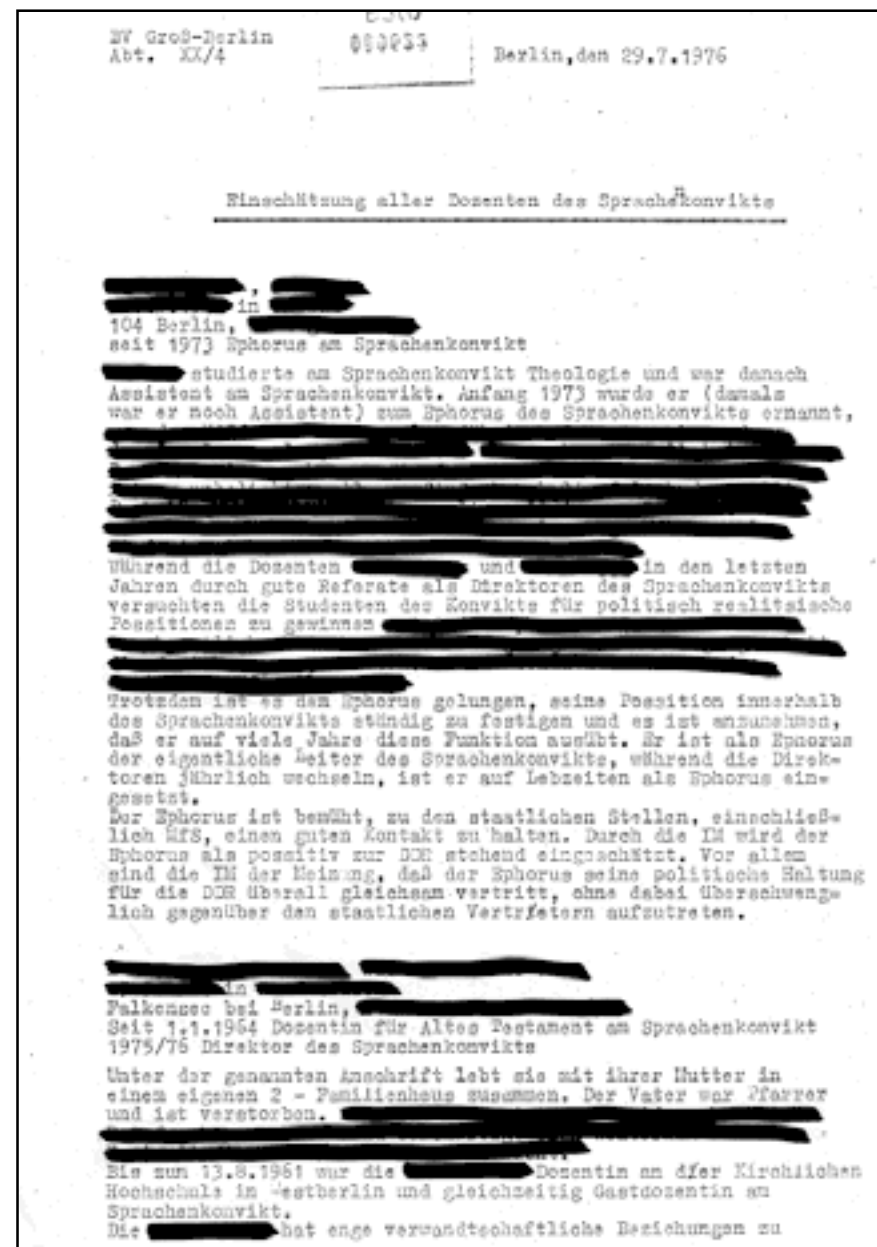 BV Groß-Berlin
Abt. XX/4
Berlin,den 29.7.1976
Einschätzung aller Dozenten des Sprachenkonvikts
,
in
104 Berlin,
seit 1973 Ephorus am Sprachenkonvikt
studierte am Sprachenkonvikt Theologie und war danach
Assistent am Sprachenkonvikt. Anfang 1973 wurde er (damals
war er noch Assistent) zum Ephorus des Sprachenkonvikts ernannt,
Während die Dozenten und in den letzten
Jahren durch gute Referate als Direktoren des Sprachenkonvikts
versuchten die Studenten des Konvikts für politisch realitsische
Possitionen zu gewinnen
Trotzdem ist es dem Ephorus gelungen, seine Possition innerhalb
des Sprachenkonvikts ständig zu festigen und es ist anzunehmen,
daß er auf viele Jahre diese Funktion ausübt. Er ist als Ephorus
der eigentliche Leiter des Sprachenkonvikts, während die Direk=
toren jährlich wechseln, ist er auf Lebzeiten als Ephorus ein=
gesetzt.
Der Ephorus ist bemüht, zu den staatlichen Stellen, einschließ=
lich MfS, einen guten Kontakt zu halten. Durch die IM wird der
Ephorus als possitiv zur DDR stehend eingeschätzt. Vor allem
sind die IM der Meinung, daß der Ephorus seine politische Haltung
für die DDR überall gleichsam vertritt, ohne dabei überschweng=
lich gegenüber den staatlichen Vertretern aufzutreten.
in
Falkensee bei Berlin,
Seit 1.1.1964 Dozentin für Altes Testament am Sprachenkonvikt
1975/76 Direktor des Sprachenkonvikts
Unter der genannten Anschrift lebt sie mit ihrer Mutter in
einem eigenen 2 - Familienhaus zusammen. Der Vater war Pfarrer
und ist verstorben.
Bis zum 13.8.1961 war die Dozentin an der Kirchlichen
Hochschule in Westberlin und gleichzeitig Gastdozentin am
Sprachenkonvikt.
Die hat enge verwandtschaftliche Beziehungen zu